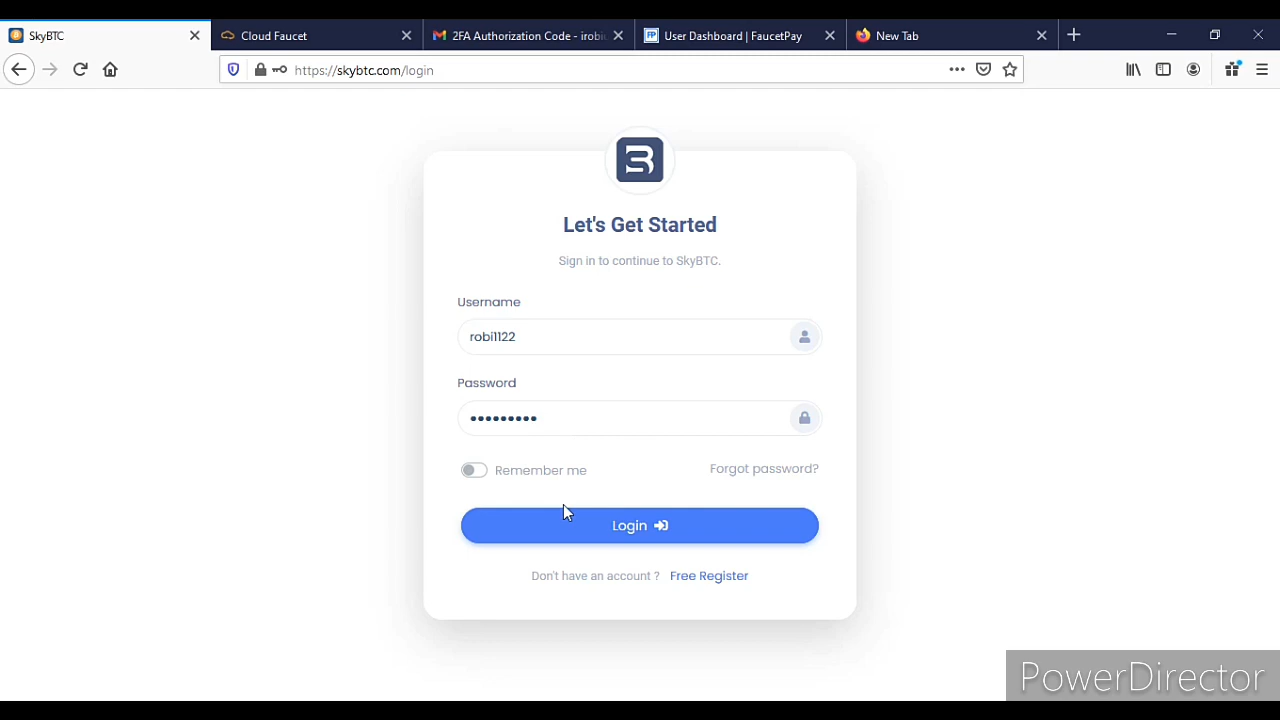 SkyBTC
Cloud Faucet
2FA Authorization Code - irobiu
User Dashboard | FaucetPay
New Tab
https://skybtc.com/login
Let's Get Started
Sign in to continue to SkyBTC.
Username
robi1122
Password
Remember me
Forgot password?
Login
Don't have an account ? Free Register
PowerDirector